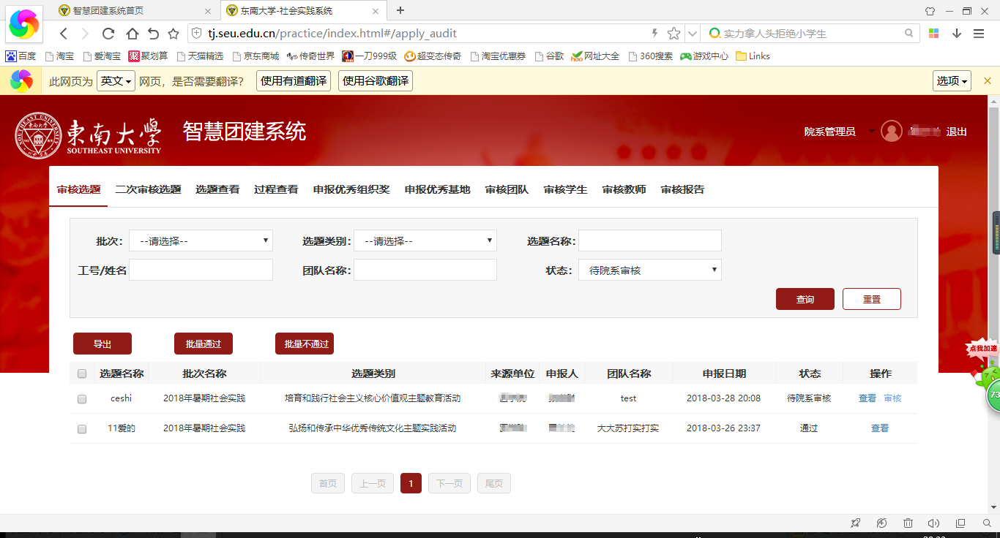 智慧团建系统首页
东南大学-社会实践系统
tj.seu.edu.cn/practice/index.html#/apply_audit
实力拿人头拒绝小学生
百度 淘宝 爱淘宝 聚划算 天猫精选 京东商城 传奇世界 一刀999级 超变态传奇 淘宝优惠券 谷歌 网址大全 360搜索 游戏中心 Links
此网页为 英文 网页，是否需要翻译? 使用有道翻译 使用谷歌翻译 选项
東南大學
SOUTHEAST UNIVERSITY
智慧团建系统
院系管理员 退出
审核选题 二次审核选题 选题查看 过程查看 申报优秀组织奖 申报优秀基地 审核团队 审核学生 审核教师 审核报告
批次: --请选择-- 选题类别: --请选择-- 选题名称:
工号/姓名 团队名称: 状态: 待院系审核
查询 重置
导出 批量通过 批量不通过
选题名称 批次名称 选题类别 来源单位 申报人 团队名称 申报日期 状态 操作
ceshi 2018年暑期社会实践 培育和践行社会主义核心价值观主题教育活动 test 2018-03-28 20:08 待院系审核 查看 审核
11爱的 2018年暑期社会实践 弘扬和传承中华优秀传统文化主题实践活动 大大苏打实打实 2018-03-26 23:37 通过 查看
首页 上一页 1 下一页 尾页
点我加速
73